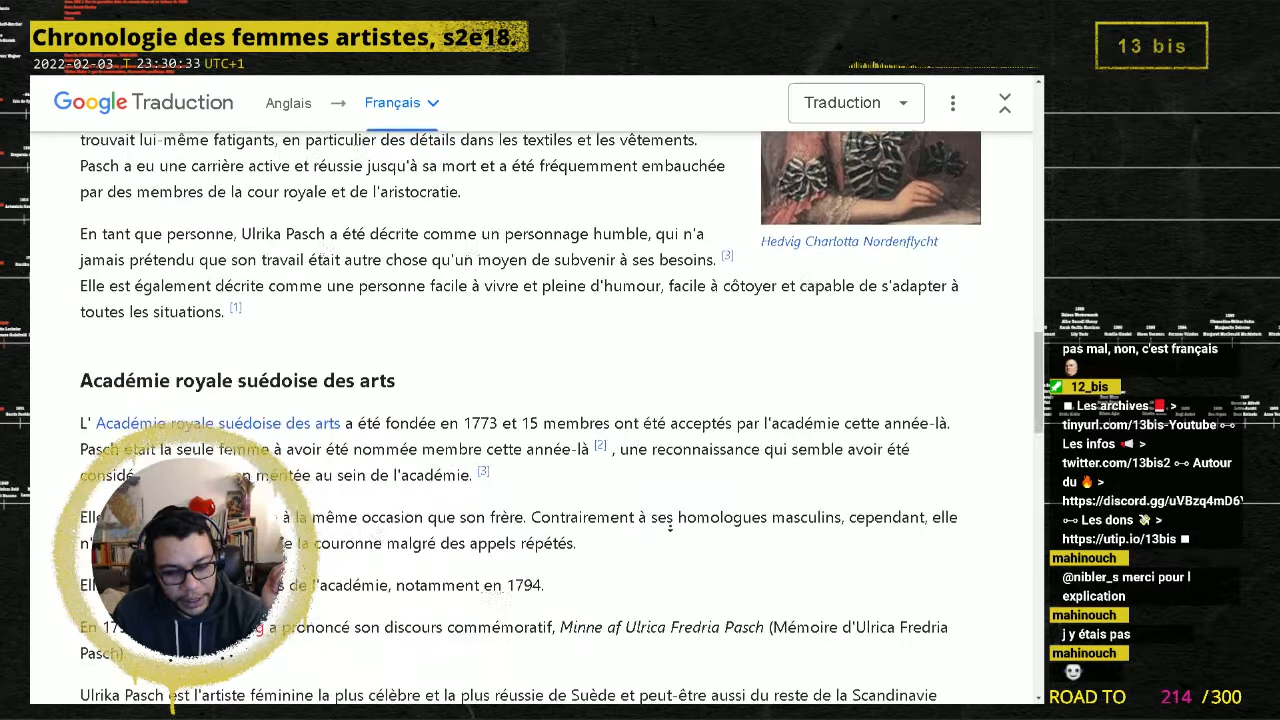 Chronologie des femmes artistes, s2e18.
2022-02-03 T 23:30:33 UTC+1
13 bis
Google Traduction
Anglais → Français
Traduction
trouvait lui-même fatigants, en particulier des détails dans les textiles et les vêtements.
Pasch a eu une carrière active et réussie jusqu'à sa mort et a été fréquemment embauchée
par des membres de la cour royale et de l'aristocratie.
Hedvig Charlotta Nordenflycht
En tant que personne, Ulrika Pasch a été décrite comme un personnage humble, qui n'a
jamais prétendu que son travail était autre chose qu'un moyen de subvenir à ses besoins. [3]
Elle est également décrite comme une personne facile à vivre et pleine d'humour, facile à côtoyer et capable de s'adapter à
toutes les situations. [1]
Académie royale suédoise des arts
L' Académie royale suédoise des arts a été fondée en 1773 et 15 membres ont été acceptés par l'académie cette année-là.
Pasch était la seule femme à avoir été nommée membre cette année-là [2] , une reconnaissance qui semble avoir été
considé n méritée au sein de l'académie. [3]
Elle à la même occasion que son frère. Contrairement à ses homologues masculins, cependant, elle
n' la couronne malgré des appels répétés.
Ell s de l'académie, notamment en 1794.
En 17 g a prononcé son discours commémoratif, Minne af Ulrica Fredria Pasch (Mémoire d'Ulrica Fredria
Pasch)
Ulrika Pasch est l'artiste féminine la plus célèbre et la plus réussie de Suède et peut-être aussi du reste de la Scandinavie
pas mal, non, c'est français
12_bis
Les archives >
tinyurl.com/13bis-Youtube
Les infos >
twitter.com/13bis2 Autour
du >
https://discord.gg/uVBzq4mD6
Les dons >
https://utip.io/13bis
mahinouch
@nibler_s merci pour l
explication
mahinouch
j y étais pas
mahinouch
ROAD TO 214 / 300